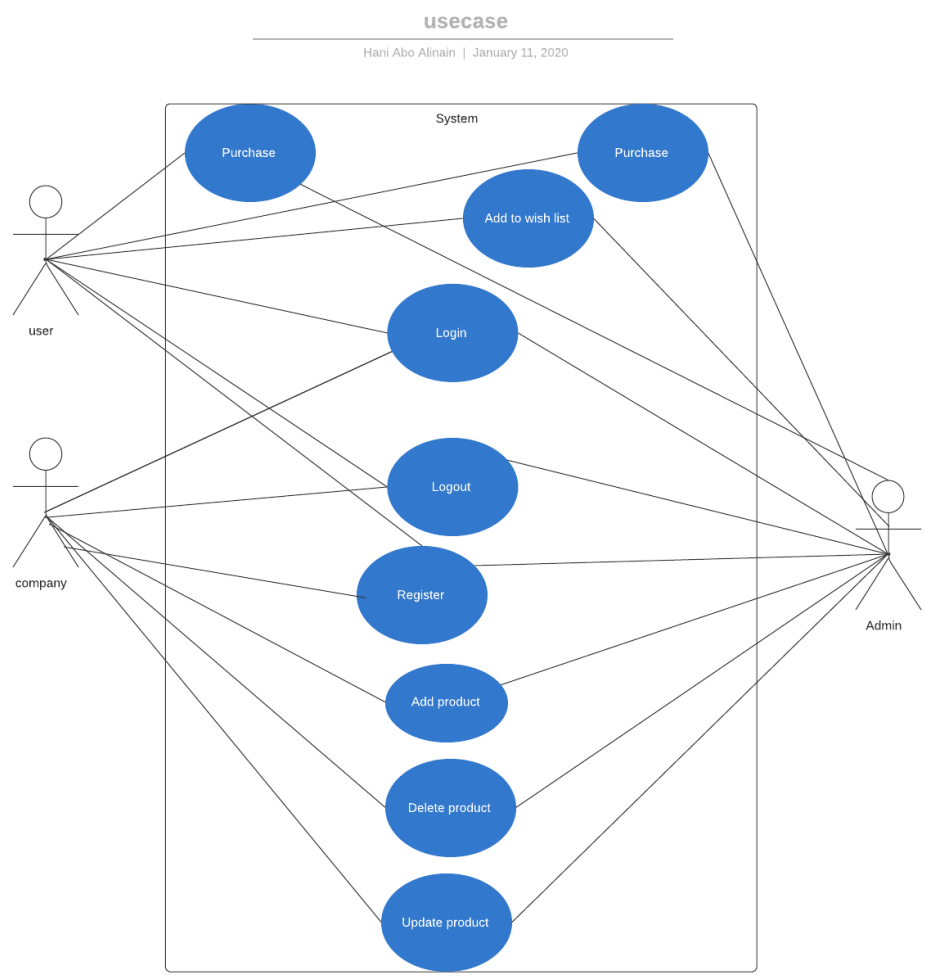 usecase
Hani Abo Alinain | January 11, 2020
System
Purchase
Purchase
Add to wish list
user
Login
Logout
company
Register
Admin
Add product
Delete product
Update product